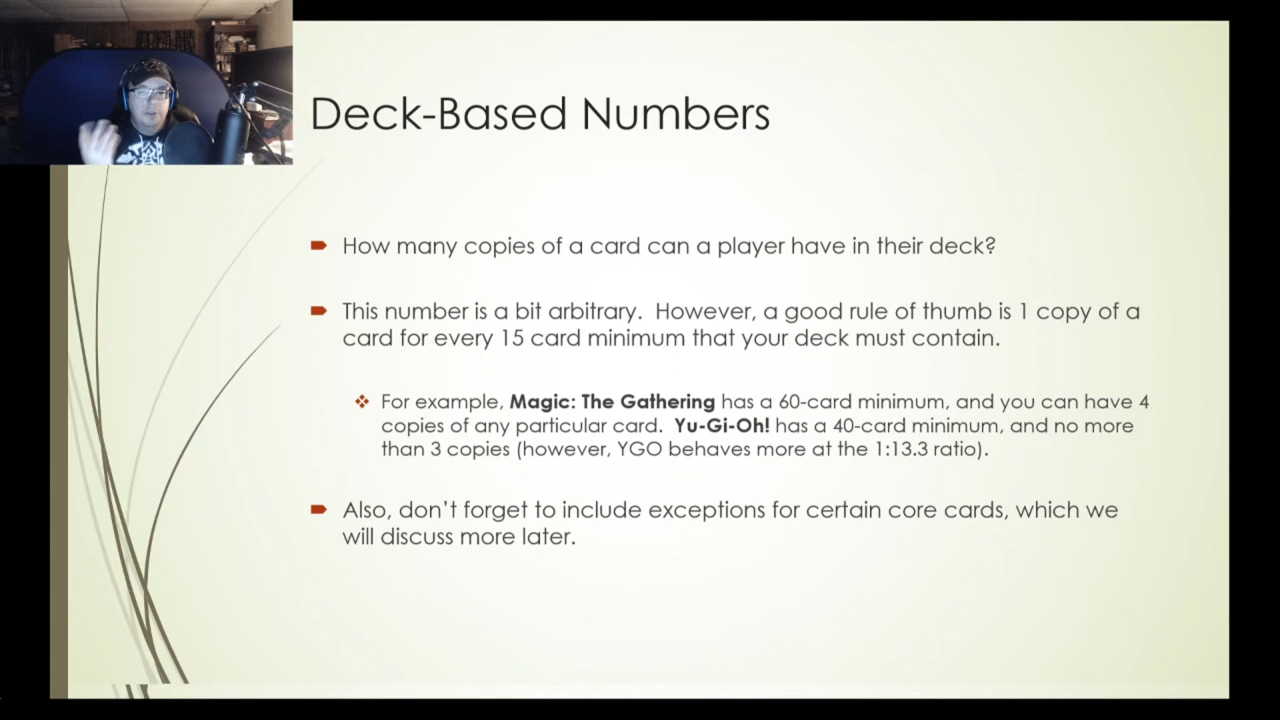 Deck-Based Numbers
How many copies of a card can a player have in their deck?
This number is a bit arbitrary.  However, a good rule of thumb is 1 copy of a
card for every 15 card minimum that your deck must contain.
For example, Magic: The Gathering has a 60-card minimum, and you can have 4
copies of any particular card.  Yu-Gi-Oh! has a 40-card minimum, and no more
than 3 copies (however, YGO behaves more at the 1:13.3 ratio).
Also, don’t forget to include exceptions for certain core cards, which we
will discuss more later.